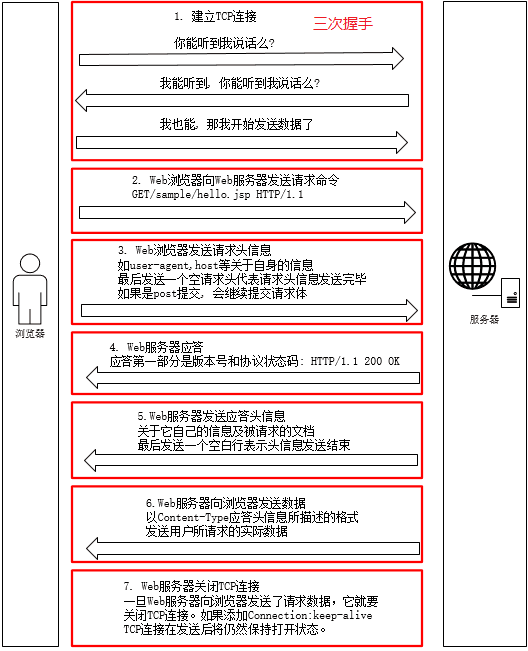 1. 建立TCP连接
三次握手
你能听到我说话么?
我能听到, 你能听到我说话么?
我也能, 那我开始发送数据了
2. Web浏览器向Web服务器发送请求命令
GET/sample/hello.jsp HTTP/1.1
3. Web浏览器发送请求头信息
如user-agent,host等关于自身的信息
最后发送一个空请求头代表请求头信息发送完毕
如果是post提交, 会继续提交请求体
浏览器
服务器
4. Web服务器应答
应答第一部分是版本号和协议状态码: HTTP/1.1 200 OK
5.Web服务器发送应答头信息
关于它自己的信息及被请求的文档
最后发送一个空白行表示头信息发送结束
6.Web服务器向浏览器发送数据
以Content-Type应答头信息所描述的格式
发送用户所请求的实际数据
7. Web服务器关闭TCP连接
一旦Web服务器向浏览器发送了请求数据，它就要
关闭TCP连接。如果添加Connection:keep-alive
TCP连接在发送后将仍然保持打开状态。